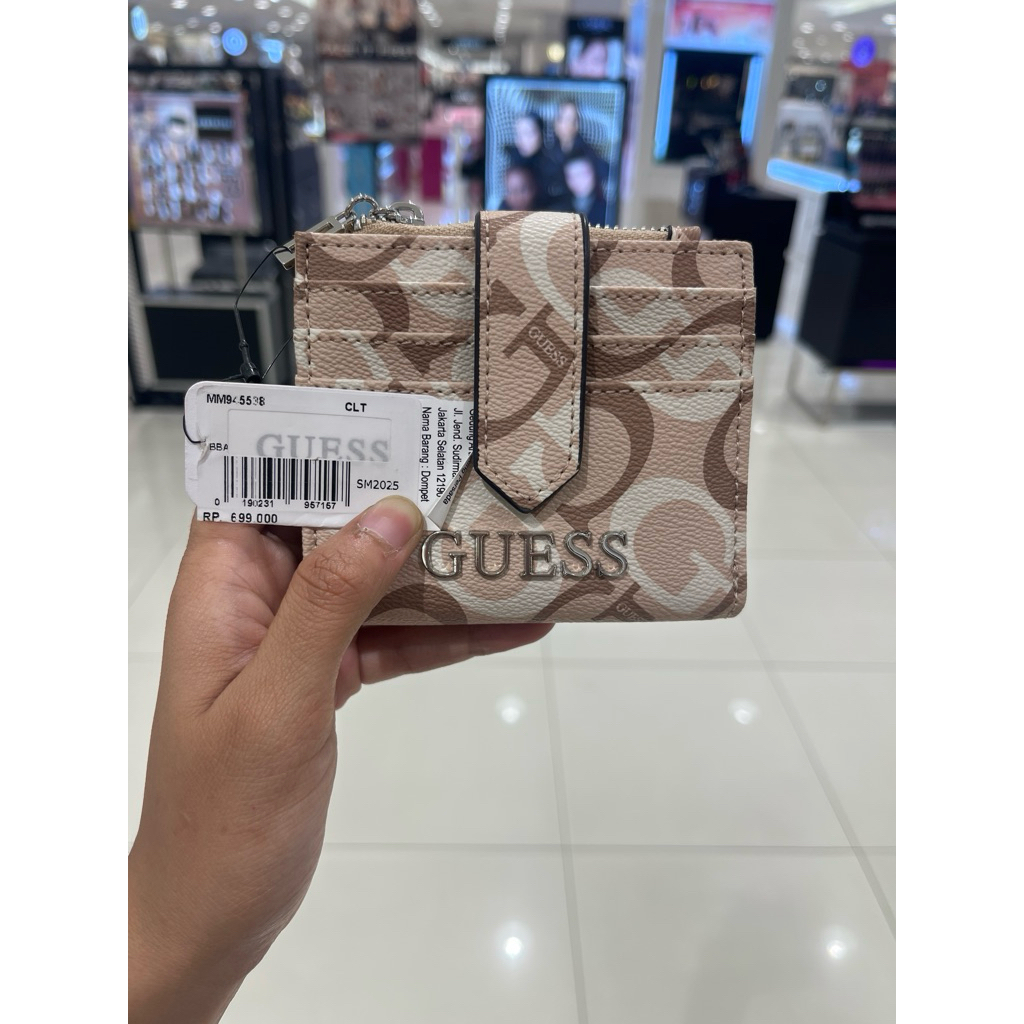 GUESS
MM945538 CLT
BBA
GUESS
SM2025
0 190231 957157
RP. 699.000
Jl. Jend. Sudirma
Jakarta Selatan 1219
Nama Barang : Dompet
GUESS